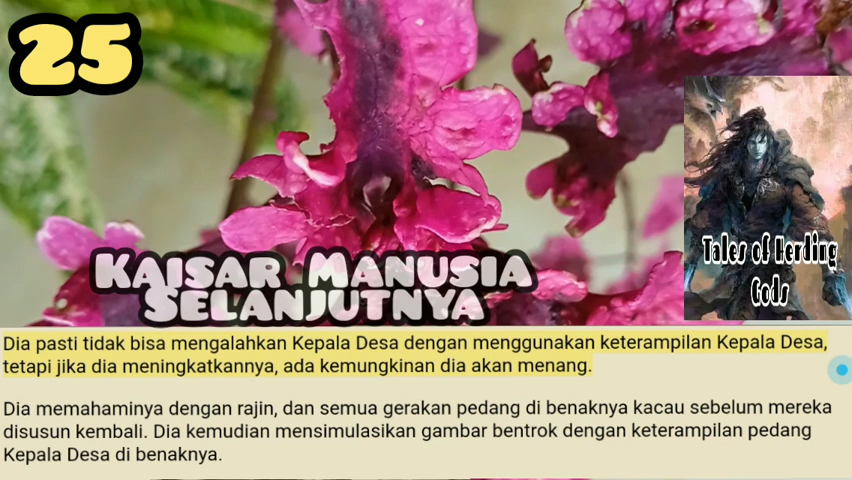 25
Tales of Herding
Gods
KAISAR MANUSIA
SELANJUTNYA
Dia pasti tidak bisa mengalahkan Kepala Desa dengan menggunakan keterampilan Kepala Desa,
tetapi jika dia meningkatkannya, ada kemungkinan dia akan menang.
Dia memahaminya dengan rajin, dan semua gerakan pedang di benaknya kacau sebelum mereka
disusun kembali. Dia kemudian mensimulasikan gambar bentrok dengan keterampilan pedang
Kepala Desa di benaknya.